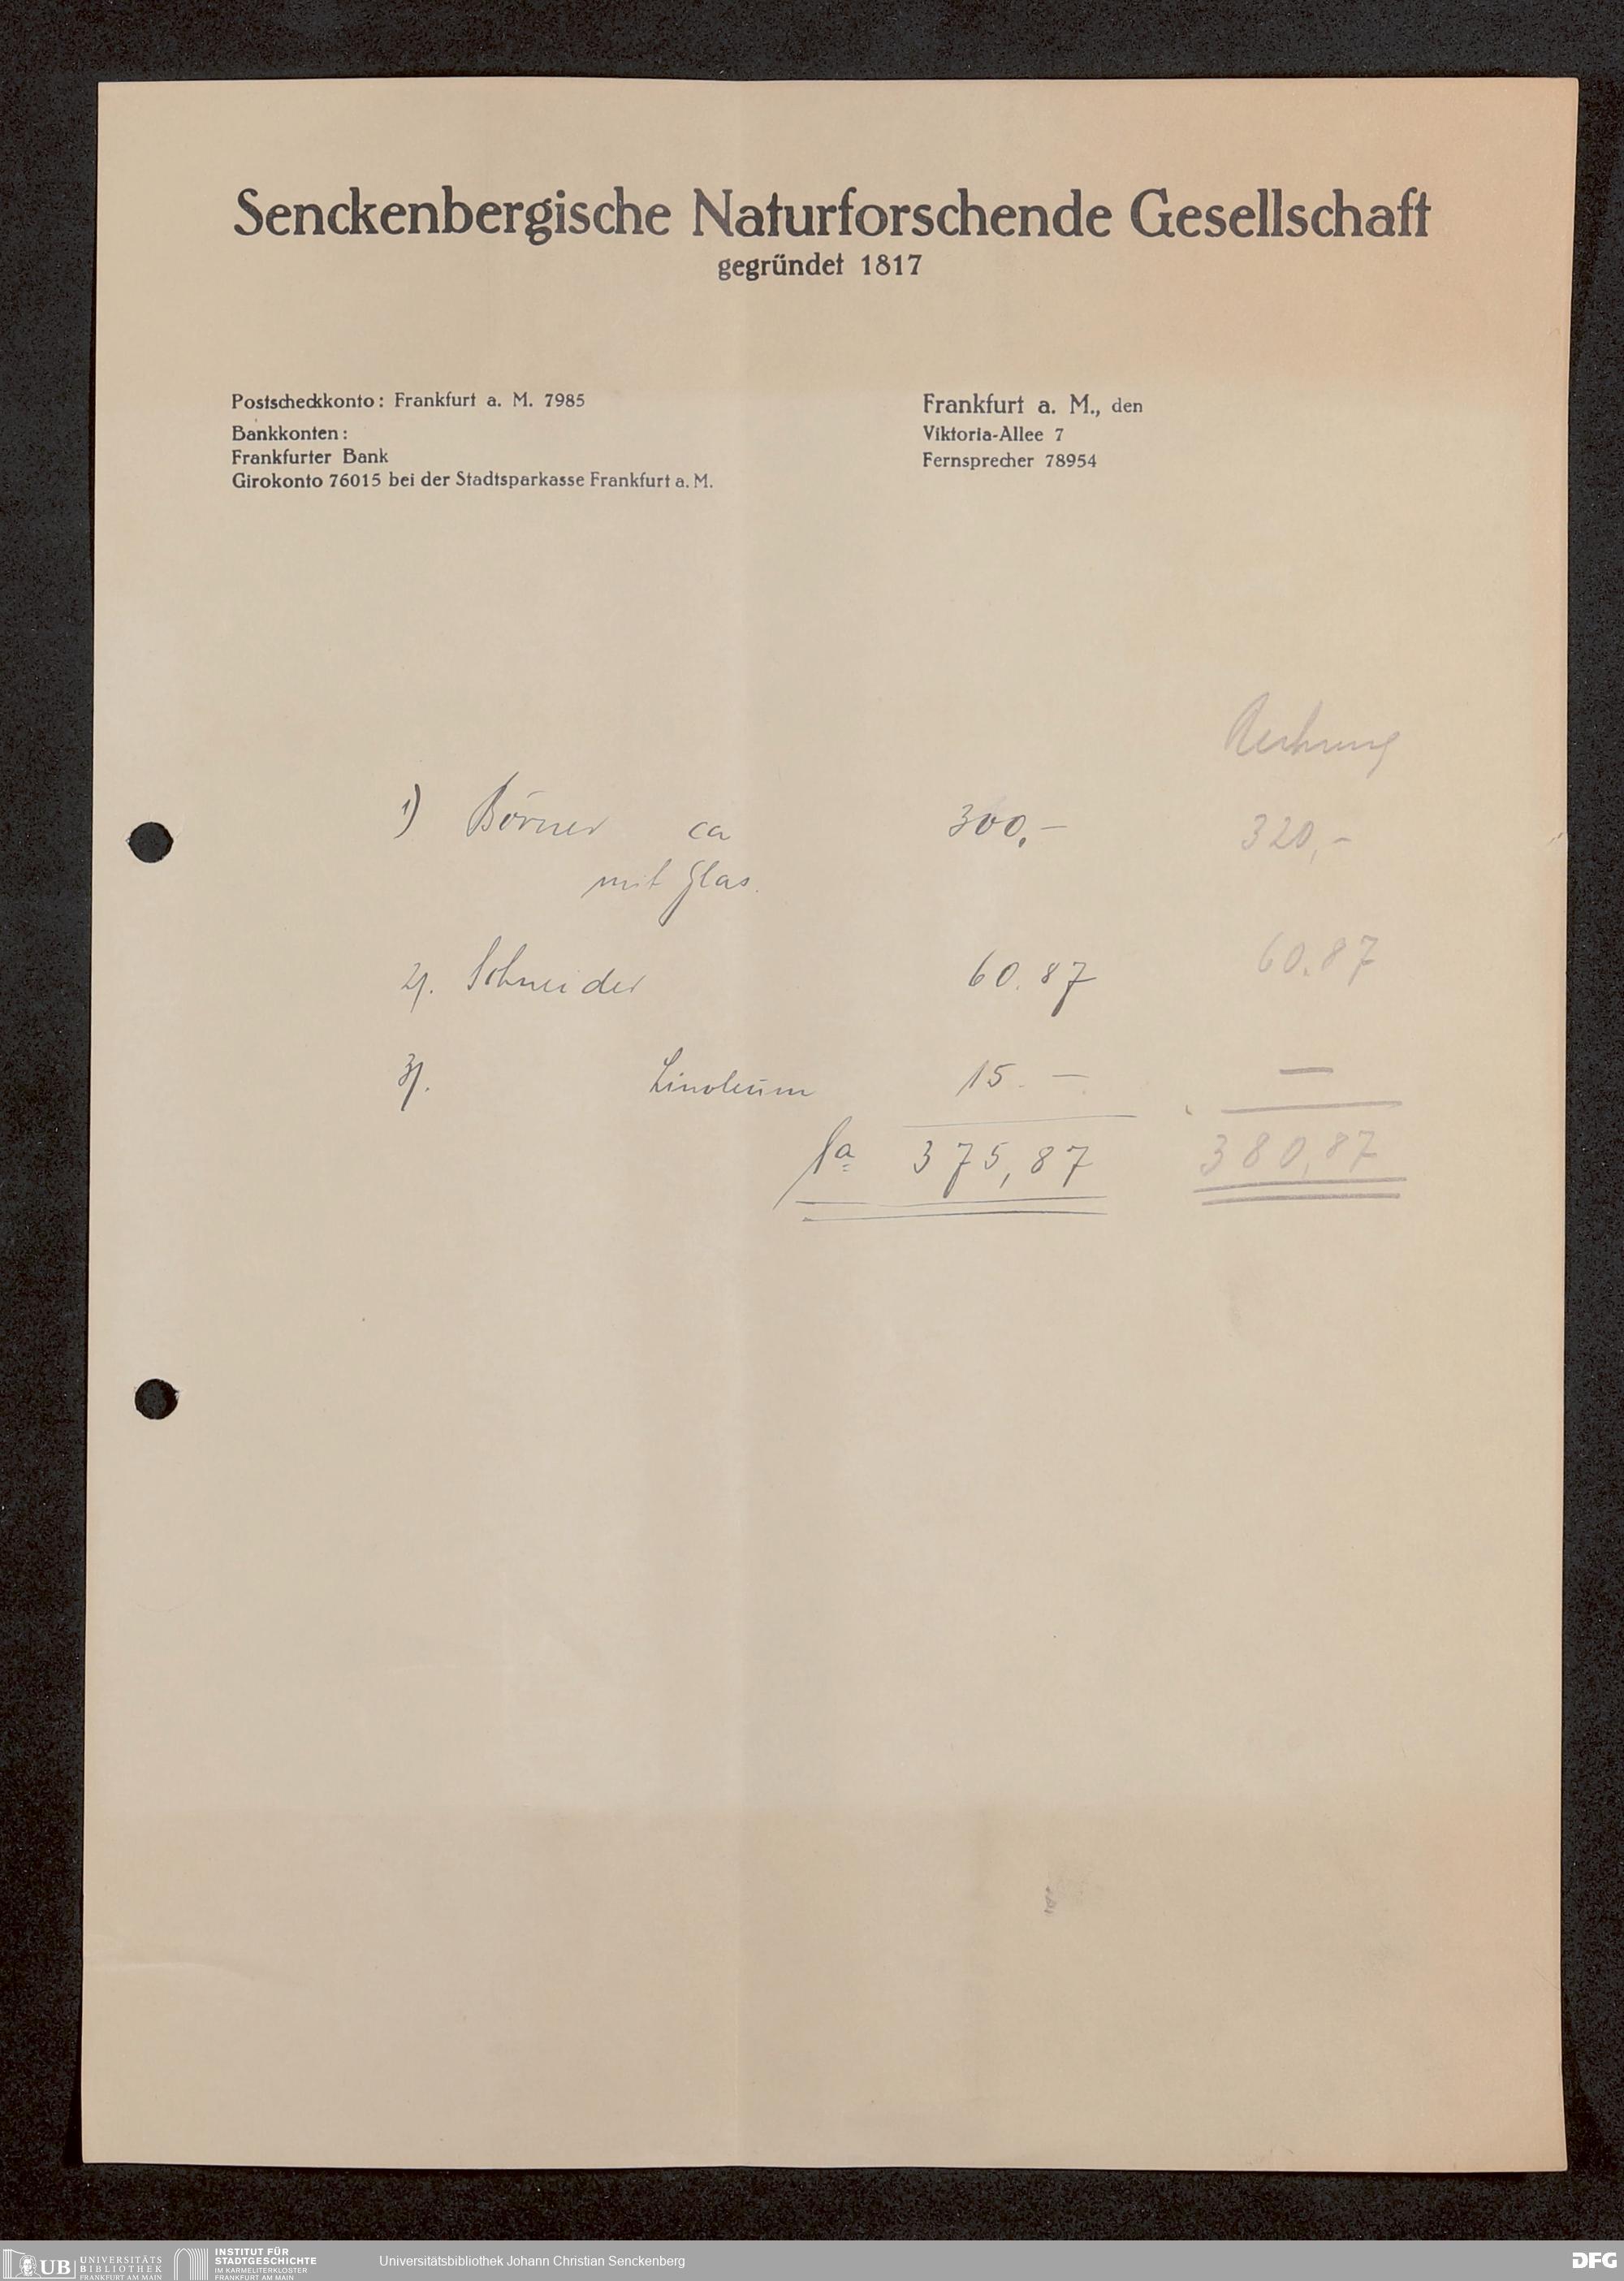 Senckenbergische Naturforschende Gesellschaft
gegründet 1817
Postscheckkonto: Frankfurt a. M. 7985
Bankkonten:
Frankfurter Bank
Girokonto 76015 bei der Stadtsparkasse Frankfurt a. M.
Frankfurt a. M., den
Viktoria-Allee 7
Fernsprecher 78954
Rechnung
1) Börner ca 300,- 320,-
mit Glas.
2). Schneider 60.87 60.87
3). Linoleum 15.- —
Sa 375,87 380,87
UB UNIVERSITÄTS
BIBLIOTHEK
FRANKFURT AM MAIN
INSTITUT FÜR
STADTGESCHICHTE
IM KARMELITERKLOSTER
FRANKFURT AM MAIN
Universitätsbibliothek Johann Christian Senckenberg
DFG